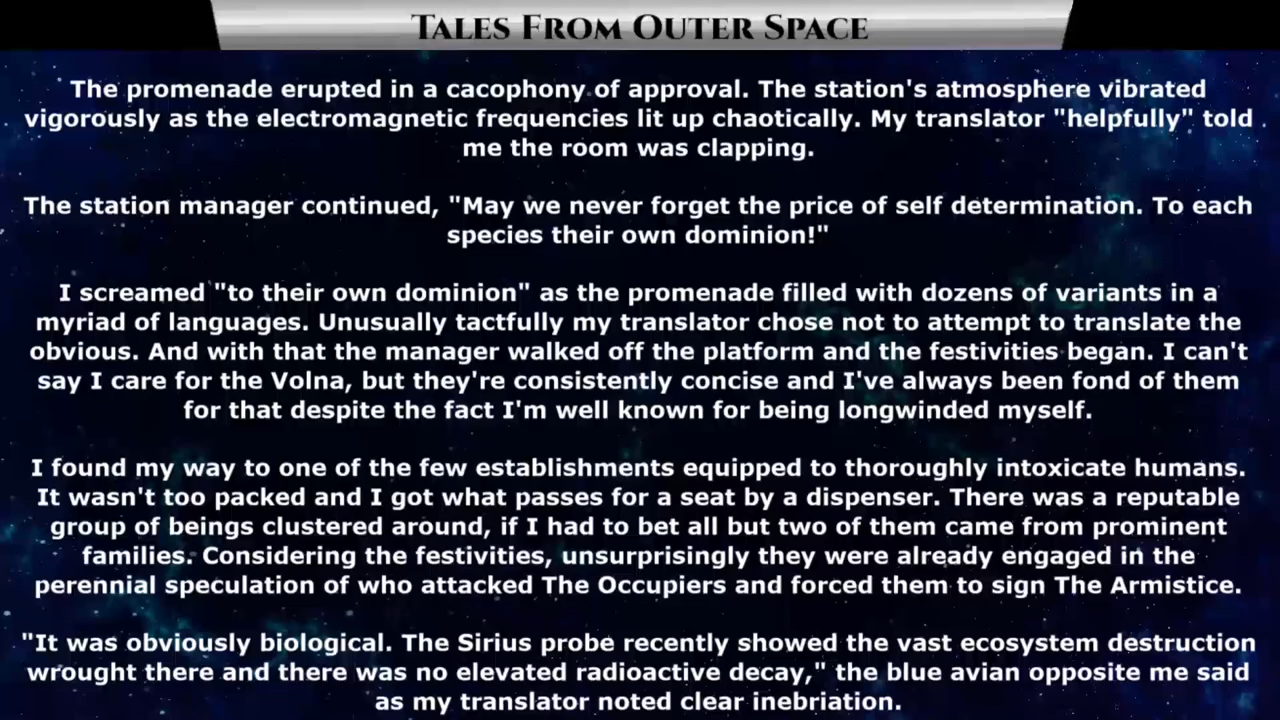 Tales From Outer Space
The promenade erupted in a cacophony of approval. The station's atmosphere vibrated
vigorously as the electromagnetic frequencies lit up chaotically. My translator "helpfully" told
me the room was clapping.
The station manager continued, "May we never forget the price of self determination. To each
species their own dominion!"
I screamed "to their own dominion" as the promenade filled with dozens of variants in a
myriad of languages. Unusually tactfully my translator chose not to attempt to translate the
obvious. And with that the manager walked off the platform and the festivities began. I can't
say I care for the Volna, but they're consistently concise and I've always been fond of them
for that despite the fact I'm well known for being longwinded myself.
I found my way to one of the few establishments equipped to thoroughly intoxicate humans.
It wasn't too packed and I got what passes for a seat by a dispenser. There was a reputable
group of beings clustered around, if I had to bet all but two of them came from prominent
families. Considering the festivities, unsurprisingly they were already engaged in the
perennial speculation of who attacked The Occupiers and forced them to sign The Armistice.
"It was obviously biological. The Sirius probe recently showed the vast ecosystem destruction
wrought there and there was no elevated radioactive decay," the blue avian opposite me said
as my translator noted clear inebriation.